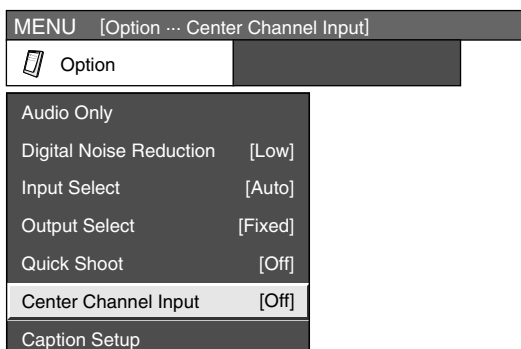 MENU [Option ··· Center Channel Input]
Option
Audio Only
Digital Noise Reduction [Low]
Input Select [Auto]
Output Select [Fixed]
Quick Shoot [Off]
Center Channel Input [Off]
Caption Setup